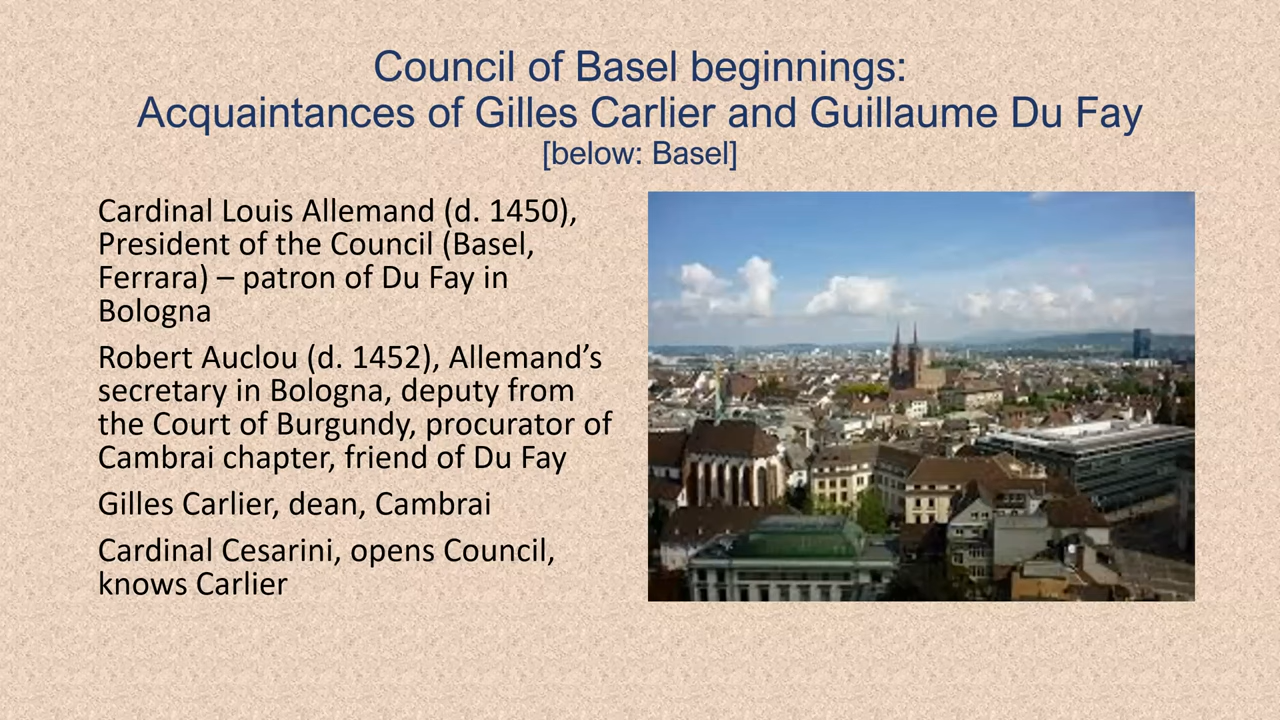 Council of Basel beginnings:
Acquaintances of Gilles Carlier and Guillaume Du Fay
[below: Basel]
Cardinal Louis Allemand (d. 1450),
President of the Council (Basel,
Ferrara) – patron of Du Fay in
Bologna
Robert Auclou (d. 1452), Allemand’s
secretary in Bologna, deputy from
the Court of Burgundy, procurator of
Cambrai chapter, friend of Du Fay
Gilles Carlier, dean, Cambrai
Cardinal Cesarini, opens Council,
knows Carlier